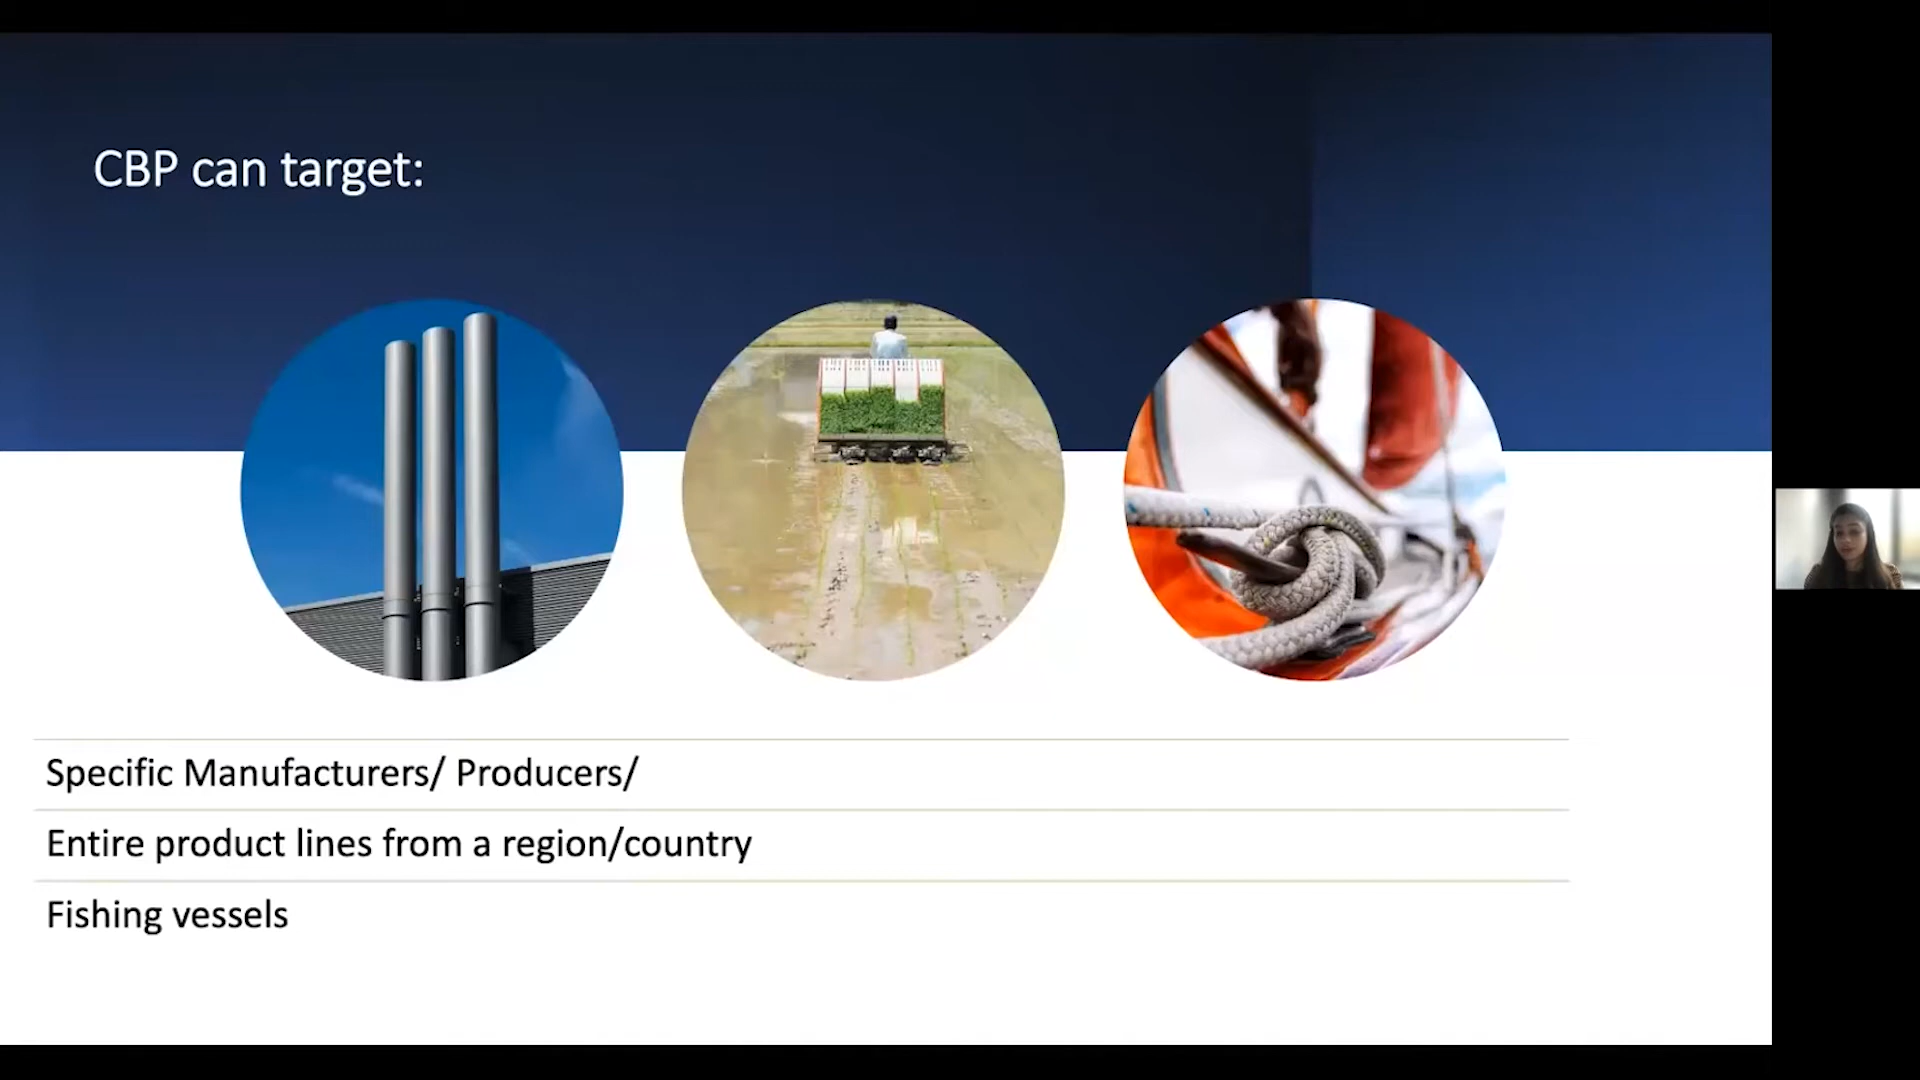 CBP can target:
Specific Manufacturers/ Producers/
Entire product lines from a region/country
Fishing vessels